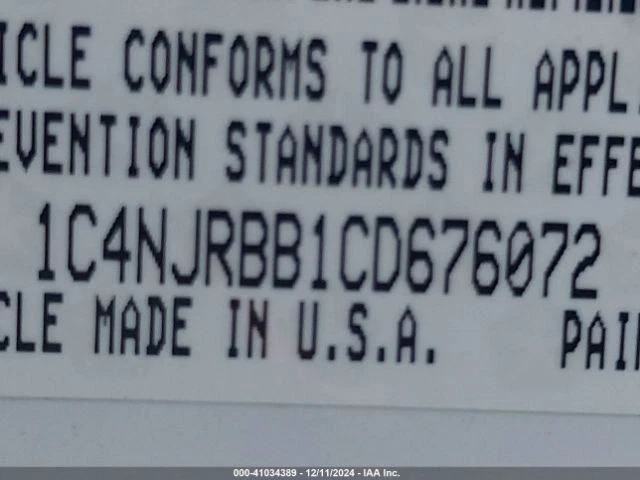 ICLE CONFORMS TO ALL APPL
EVENTION STANDARDS IN EFFE
1C4NJRBB1CD676072
CLE MADE IN U.S.A. PAI
000-41034389 - 12/11/2024 - IAA Inc.